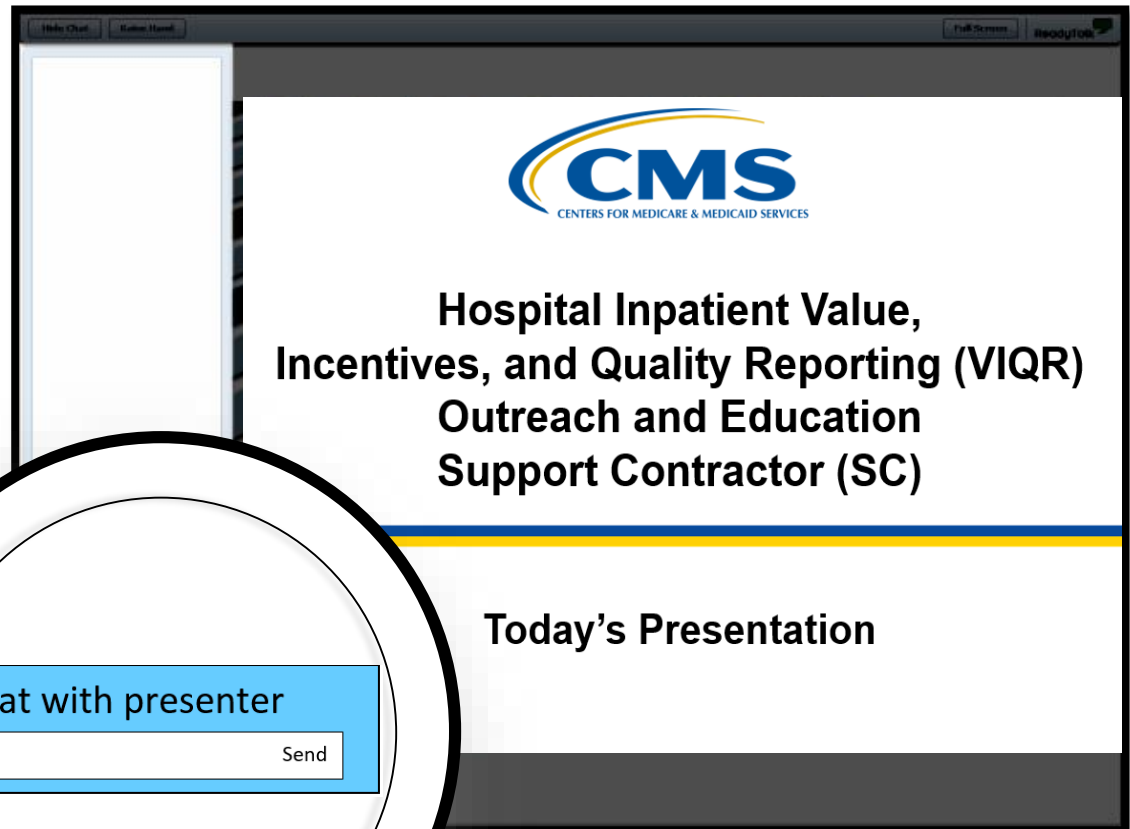 Hide Chat Raise Hand Full Screen ReadyTalk
CMS
CENTERS FOR MEDICARE & MEDICAID SERVICES
Hospital Inpatient Value,
Incentives, and Quality Reporting (VIQR)
Outreach and Education
Support Contractor (SC)
Today’s Presentation
at with presenter
Send